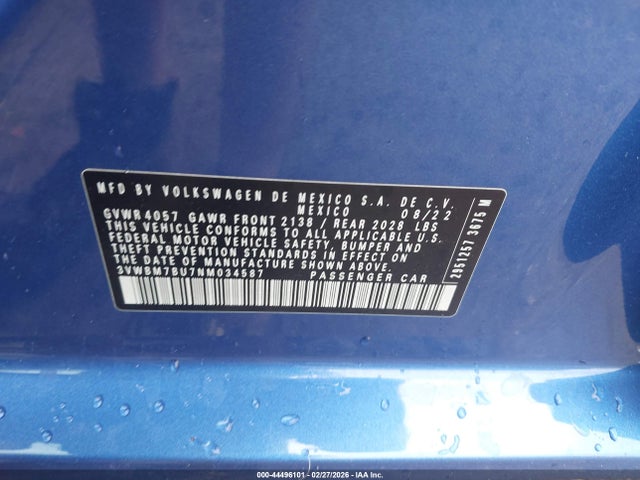 MFD BY VOLKSWAGEN DE MEXICO S.A. DE C.V.
MEXICO 08/22
GVWR 4057 GAWR FRONT 2138 / REAR 2028 LBS
THIS VEHICLE CONFORMS TO ALL APPLICABLE U.S.
FEDERAL MOTOR VEHICLE SAFETY, BUMPER AND
THEFT PREVENTION STANDARDS IN EFFECT ON
THE DATE OF MANUFACTURE SHOWN ABOVE.
3VWBM7BU7NM034587 PASSENGER CAR
2951257 3675 M
000-44496101 - 02/27/2026 - IAA Inc.